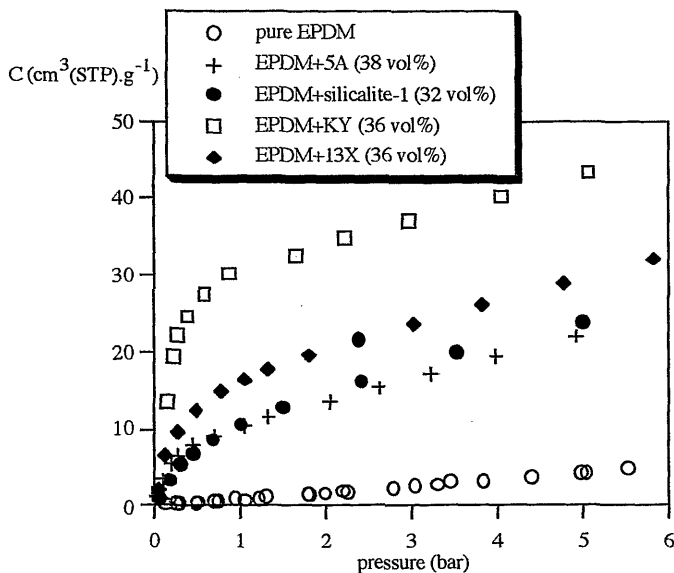 pure EPDM
EPDM+5A (38 vol%)
C (cm³(STP).g⁻¹)
EPDM+silicalite-1 (32 vol%)
EPDM+KY (36 vol%)
EPDM+13X (36 vol%)
50
40
30
20
10
0
0 1 2 3 4 5 6
pressure (bar)